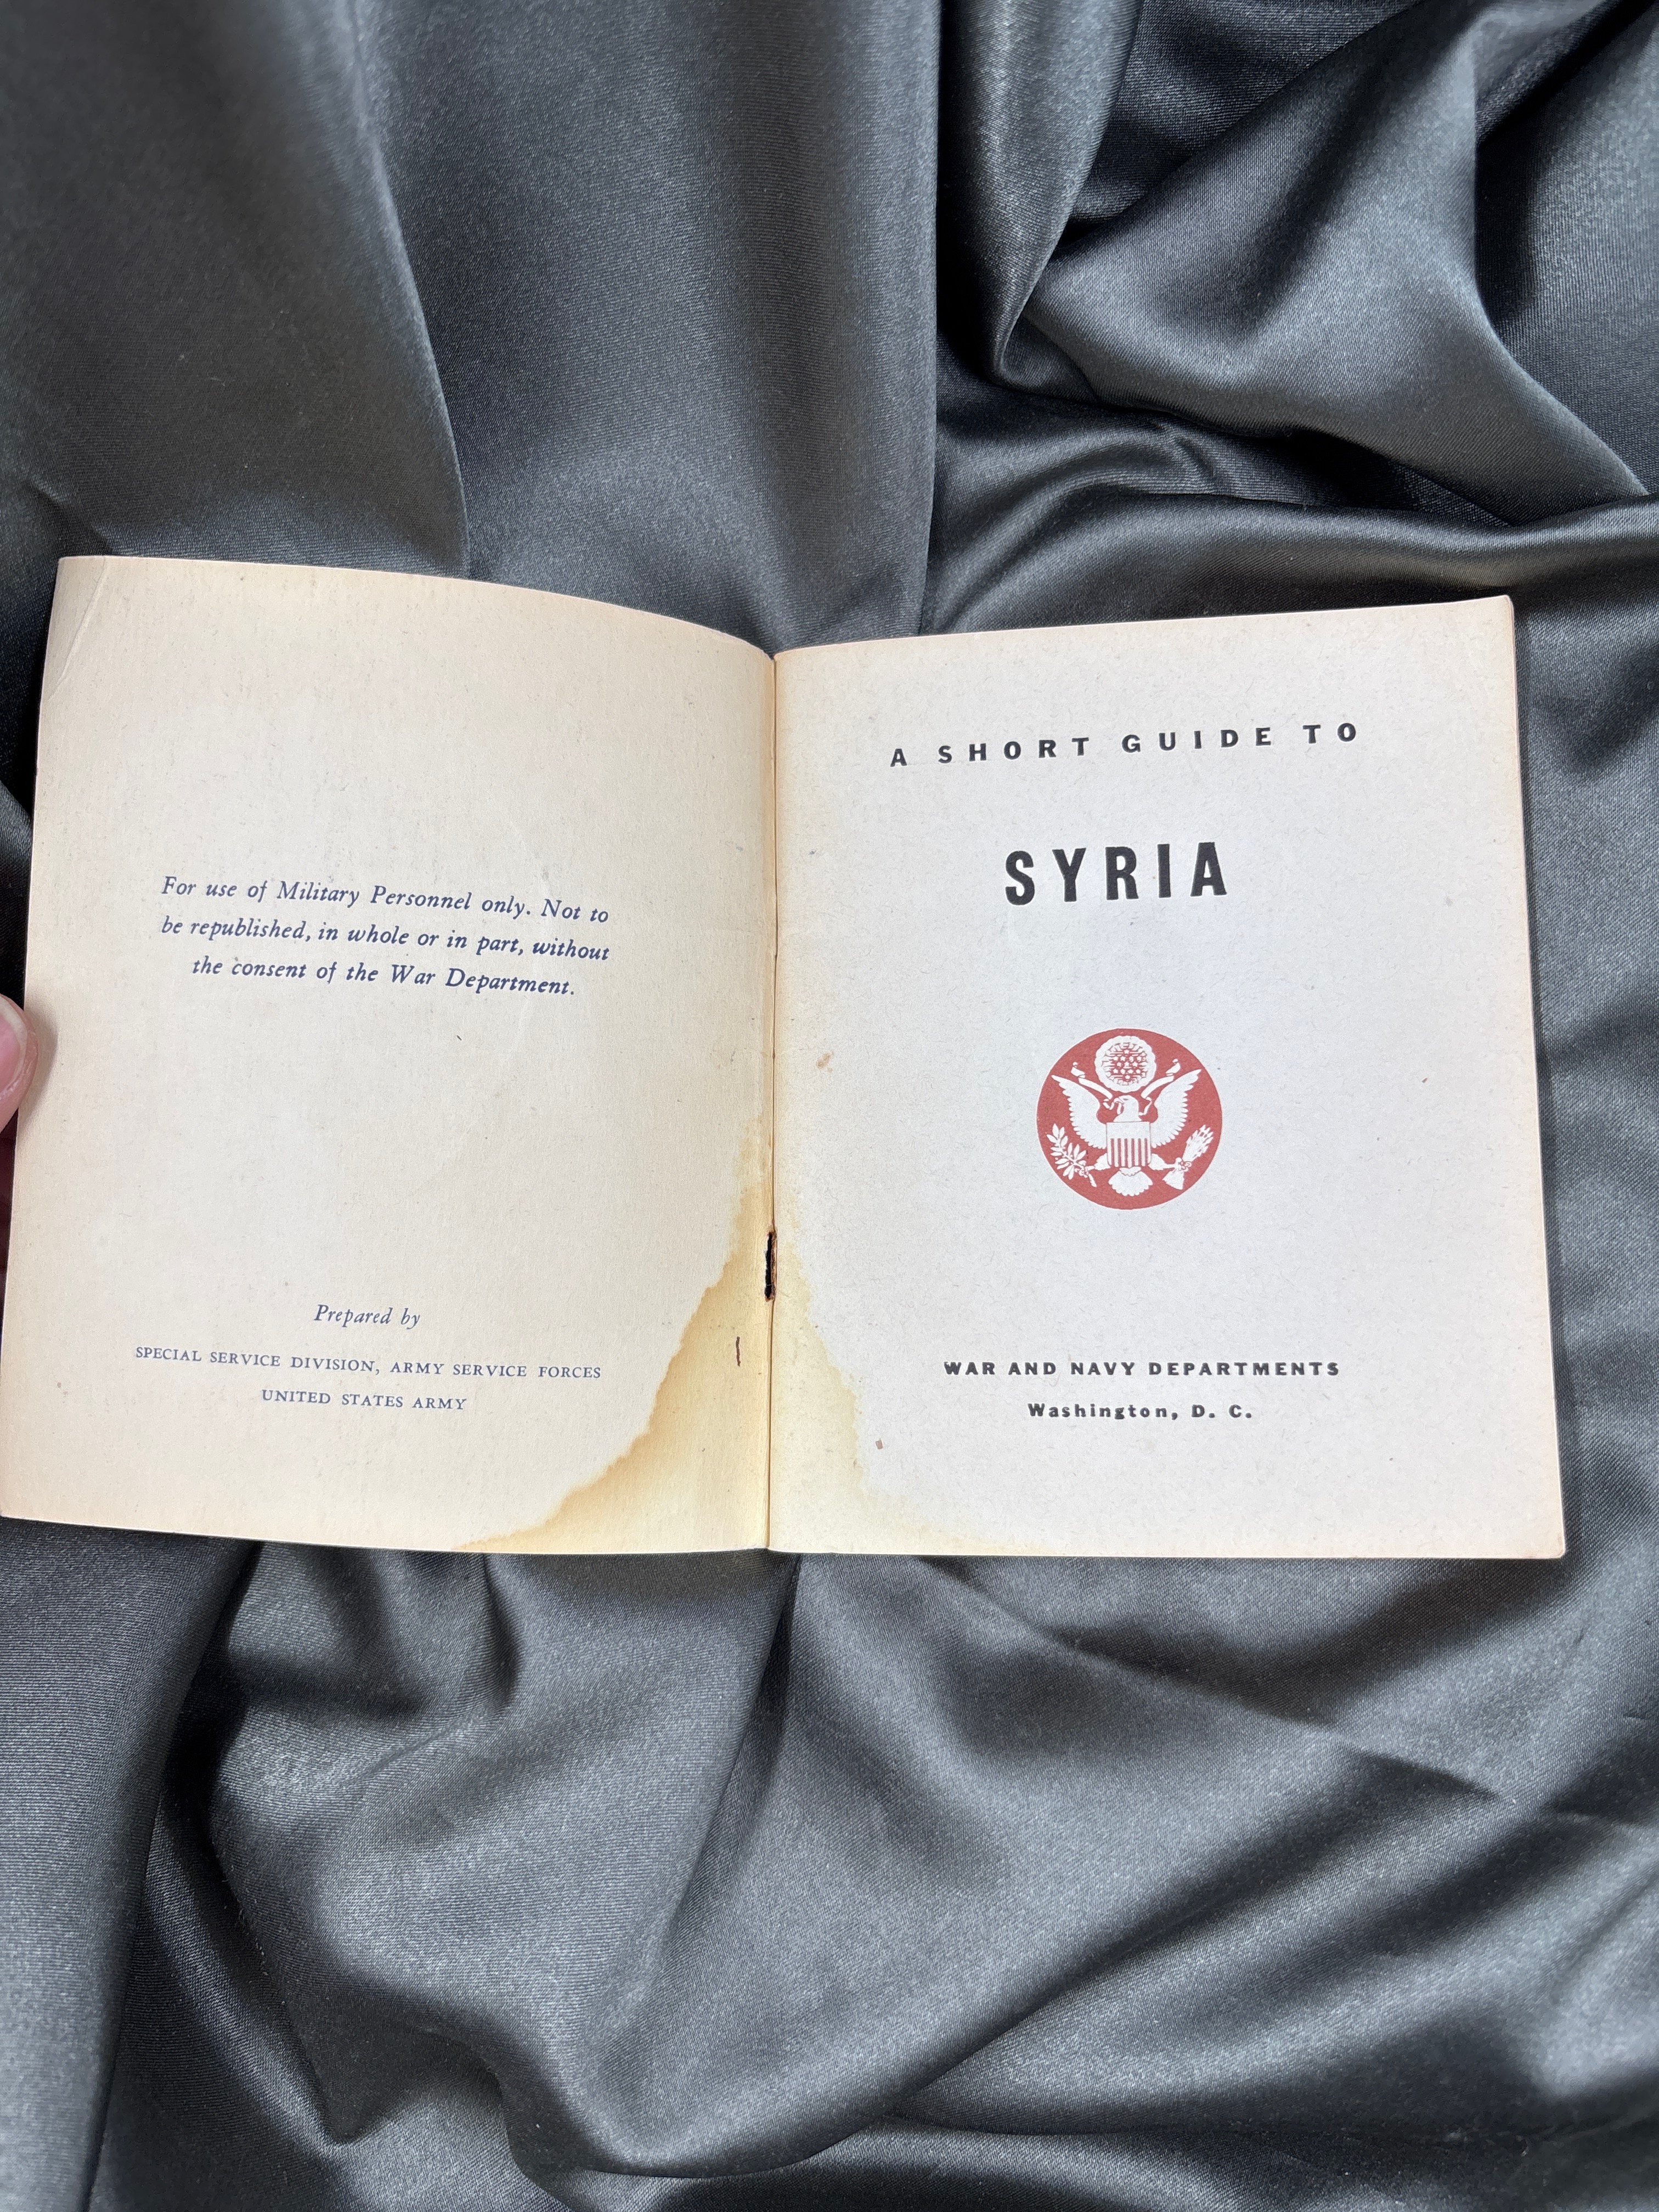 For use of Military Personnel only. Not to
be republished, in whole or in part, without
the consent of the War Department.
Prepared by
SPECIAL SERVICE DIVISION, ARMY SERVICE FORCES
UNITED STATES ARMY
A SHORT GUIDE TO
SYRIA
WAR AND NAVY DEPARTMENTS
Washington, D. C.